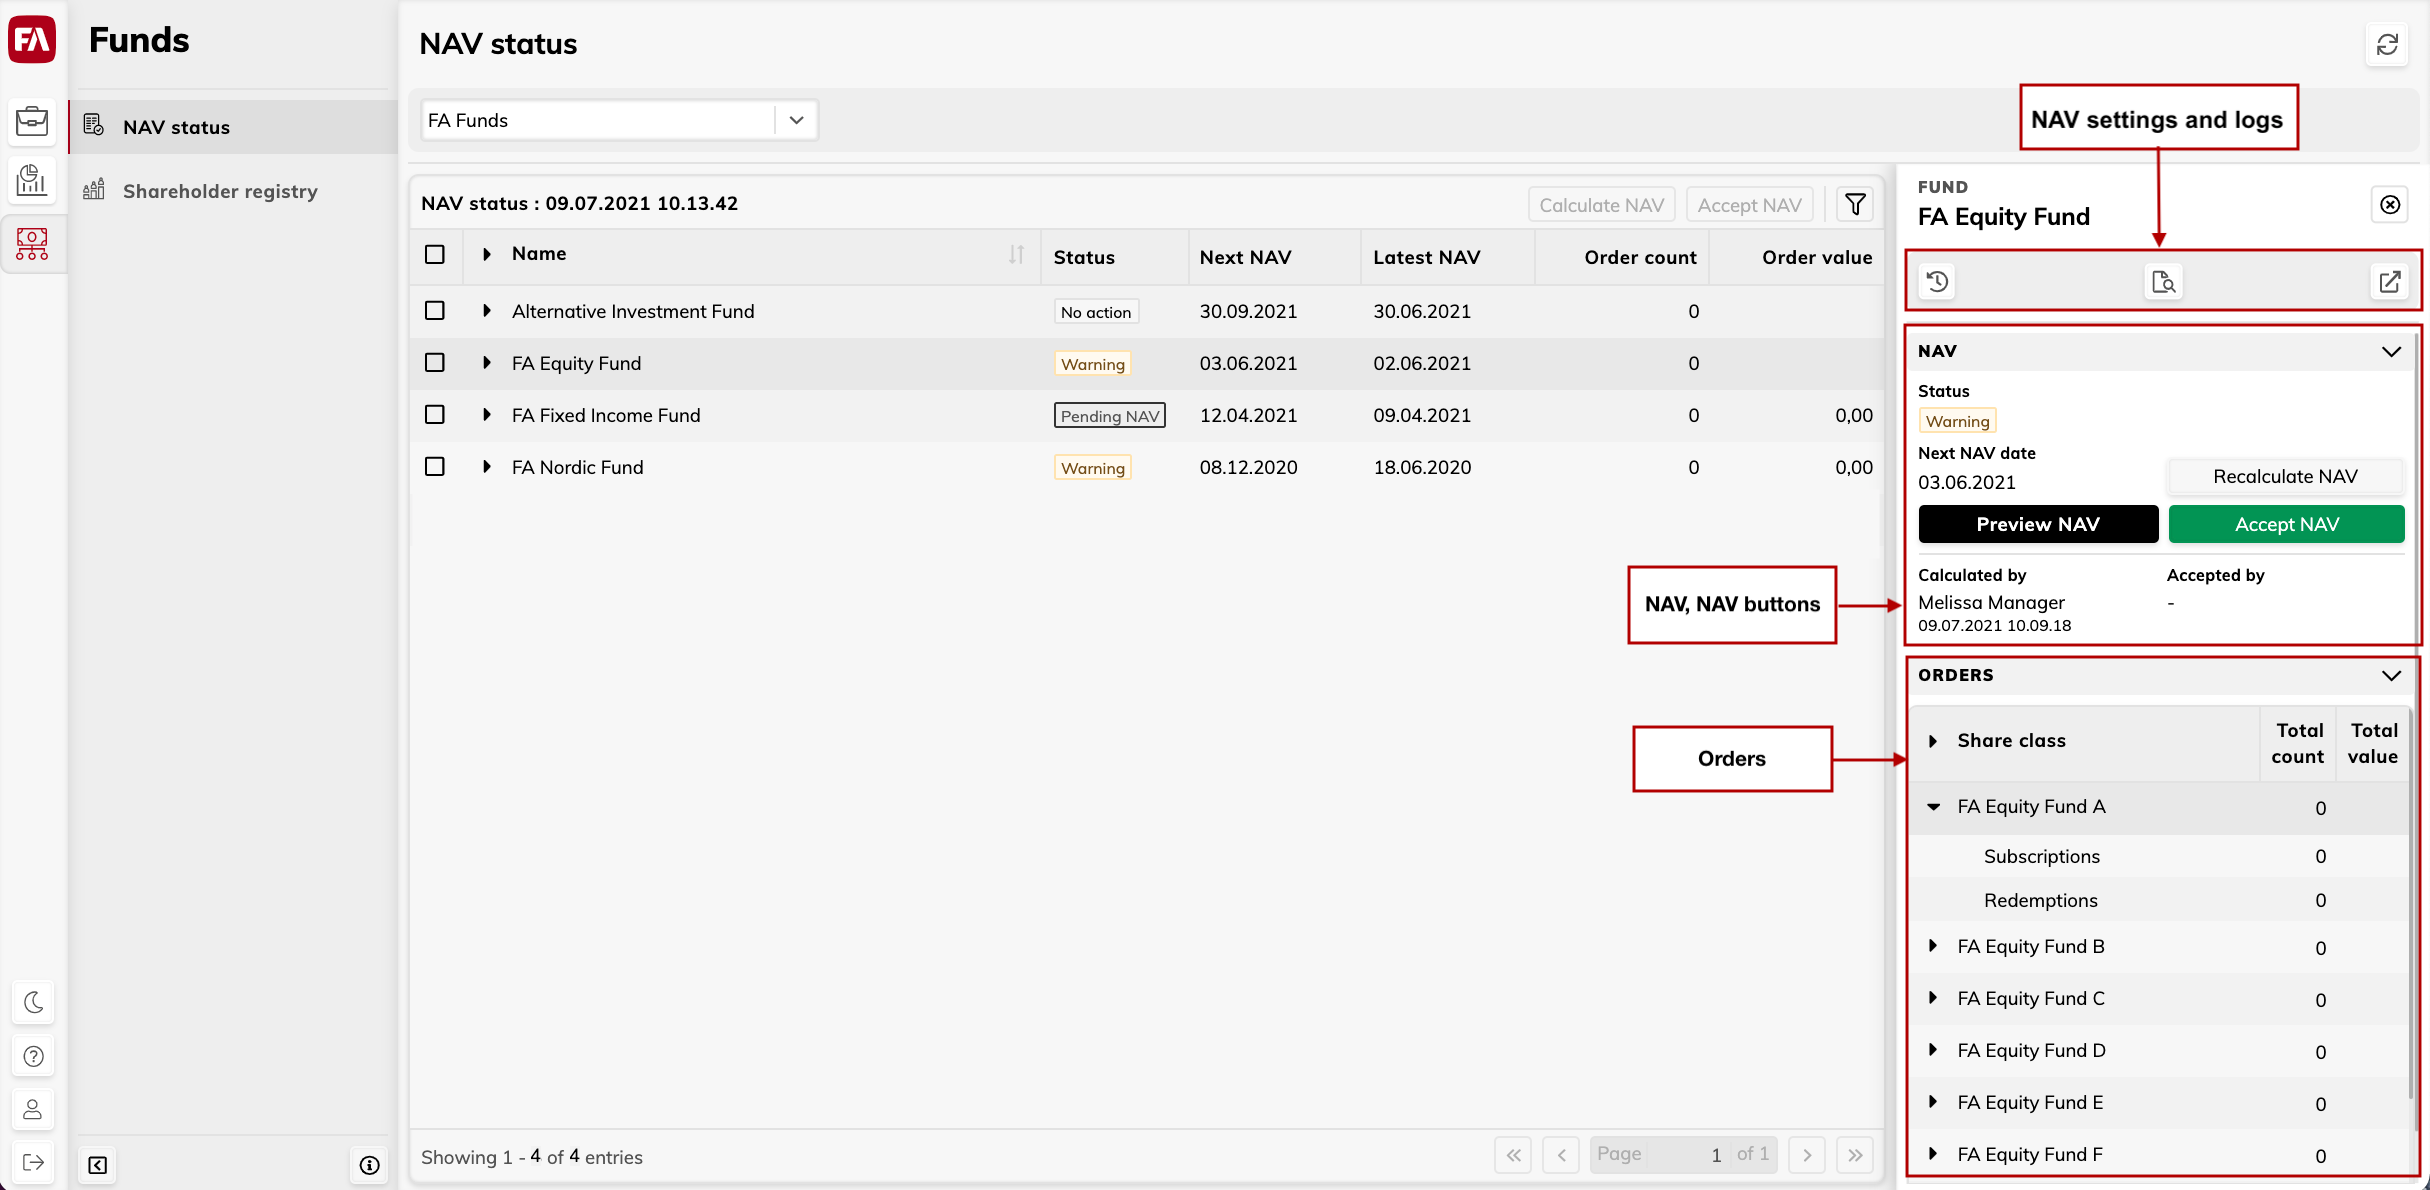 FA
Funds
NAV status
Shareholder registry
NAV status
FA Funds
NAV settings and logs
NAV status : 09.07.2021 10.13.42
Calculate NAV
Accept NAV
Name
Status
Next NAV
Latest NAV
Order count
Order value
Alternative Investment Fund
No action
30.09.2021
30.06.2021
0
FA Equity Fund
Warning
03.06.2021
02.06.2021
0
FA Fixed Income Fund
Pending NAV
12.04.2021
09.04.2021
0
0,00
FA Nordic Fund
Warning
08.12.2020
18.06.2020
0
0,00
NAV, NAV buttons
Orders
Showing 1 - 4 of 4 entries
Page 1 of 1
FUND
FA Equity Fund
NAV
Status
Warning
Next NAV date
03.06.2021
Recalculate NAV
Preview NAV
Accept NAV
Calculated by
Accepted by
Melissa Manager
-
09.07.2021 10.09.18
ORDERS
Share class
Total count
Total value
FA Equity Fund A
0
Subscriptions
0
Redemptions
0
FA Equity Fund B
0
FA Equity Fund C
0
FA Equity Fund D
0
FA Equity Fund E
0
FA Equity Fund F
0